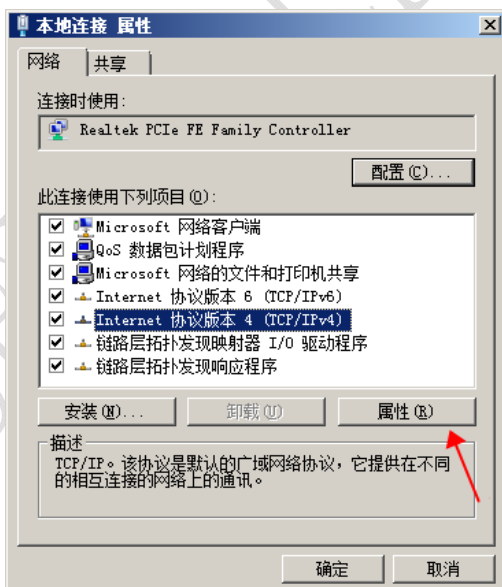 本地连接 属性
网络 共享
连接时使用:
Realtek PCIe FE Family Controller
配置(C)...
此连接使用下列项目(O):
Microsoft 网络客户端
QoS 数据包计划程序
Microsoft 网络的文件和打印机共享
Internet 协议版本 6 (TCP/IPv6)
Internet 协议版本 4 (TCP/IPv4)
链路层拓扑发现映射器 I/O 驱动程序
链路层拓扑发现响应程序
安装(N)... 卸载(U) 属性(R)
描述
TCP/IP。该协议是默认的广域网络协议，它提供在不同
的相互连接的网络上的通讯。
确定 取消